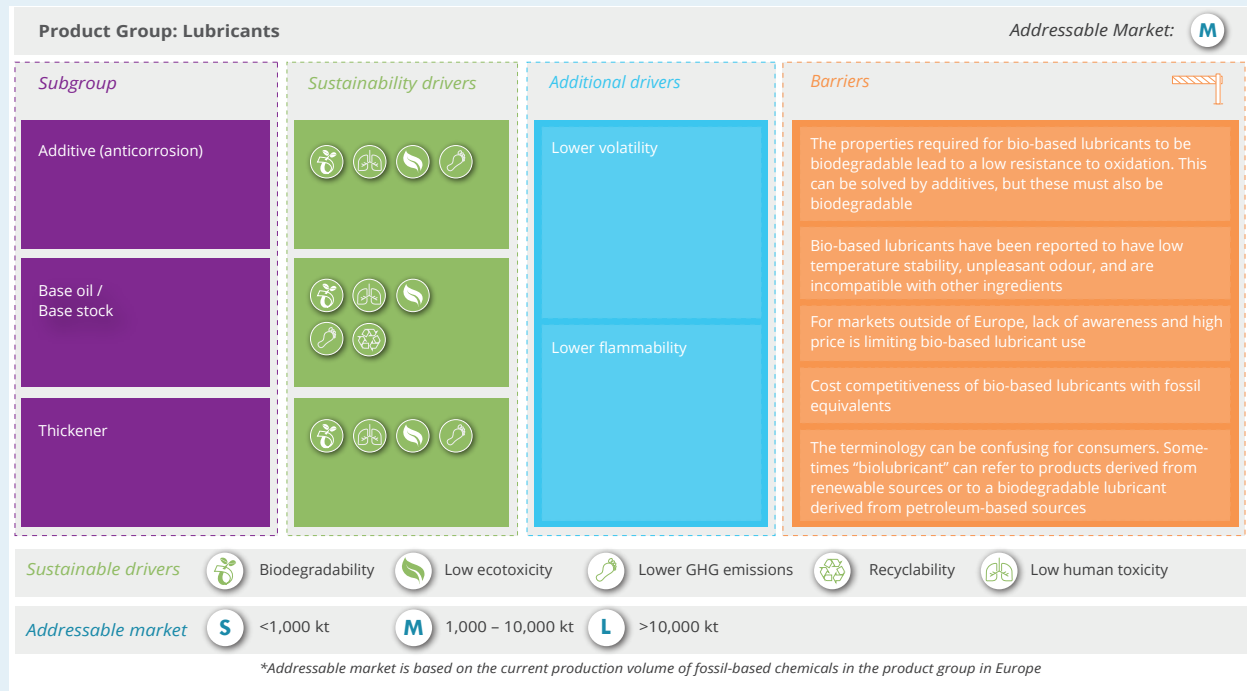 Product Group: Lubricants
Addressable Market:
M
Subgroup
Sustainability drivers
Additional drivers
Barriers
Additive (anticorrosion)
Base oil /
Base stock
Thickener
Lower volatility
Lower flammability
The properties required for bio-based lubricants to be
biodegradable lead to a low resistance to oxidation. This
can be solved by additives, but these must also be
biodegradable
Bio-based lubricants have been reported to have low
temperature stability, unpleasant odour, and are
incompatible with other ingredients
For markets outside of Europe, lack of awareness and high
price is limiting bio-based lubricant use
Cost competitiveness of bio-based lubricants with fossil
equivalents
The terminology can be confusing for consumers. Some-
times “biolubricant” can refer to products derived from
renewable sources or to a biodegradable lubricant
derived from petroleum-based sources
Sustainable drivers
Biodegradability
Low ecotoxicity
Lower GHG emissions
Recyclability
Low human toxicity
Addressable market
S
<1,000 kt
M
1,000 – 10,000 kt
L
>10,000 kt
*Addressable market is based on the current production volume of fossil-based chemicals in the product group in Europe